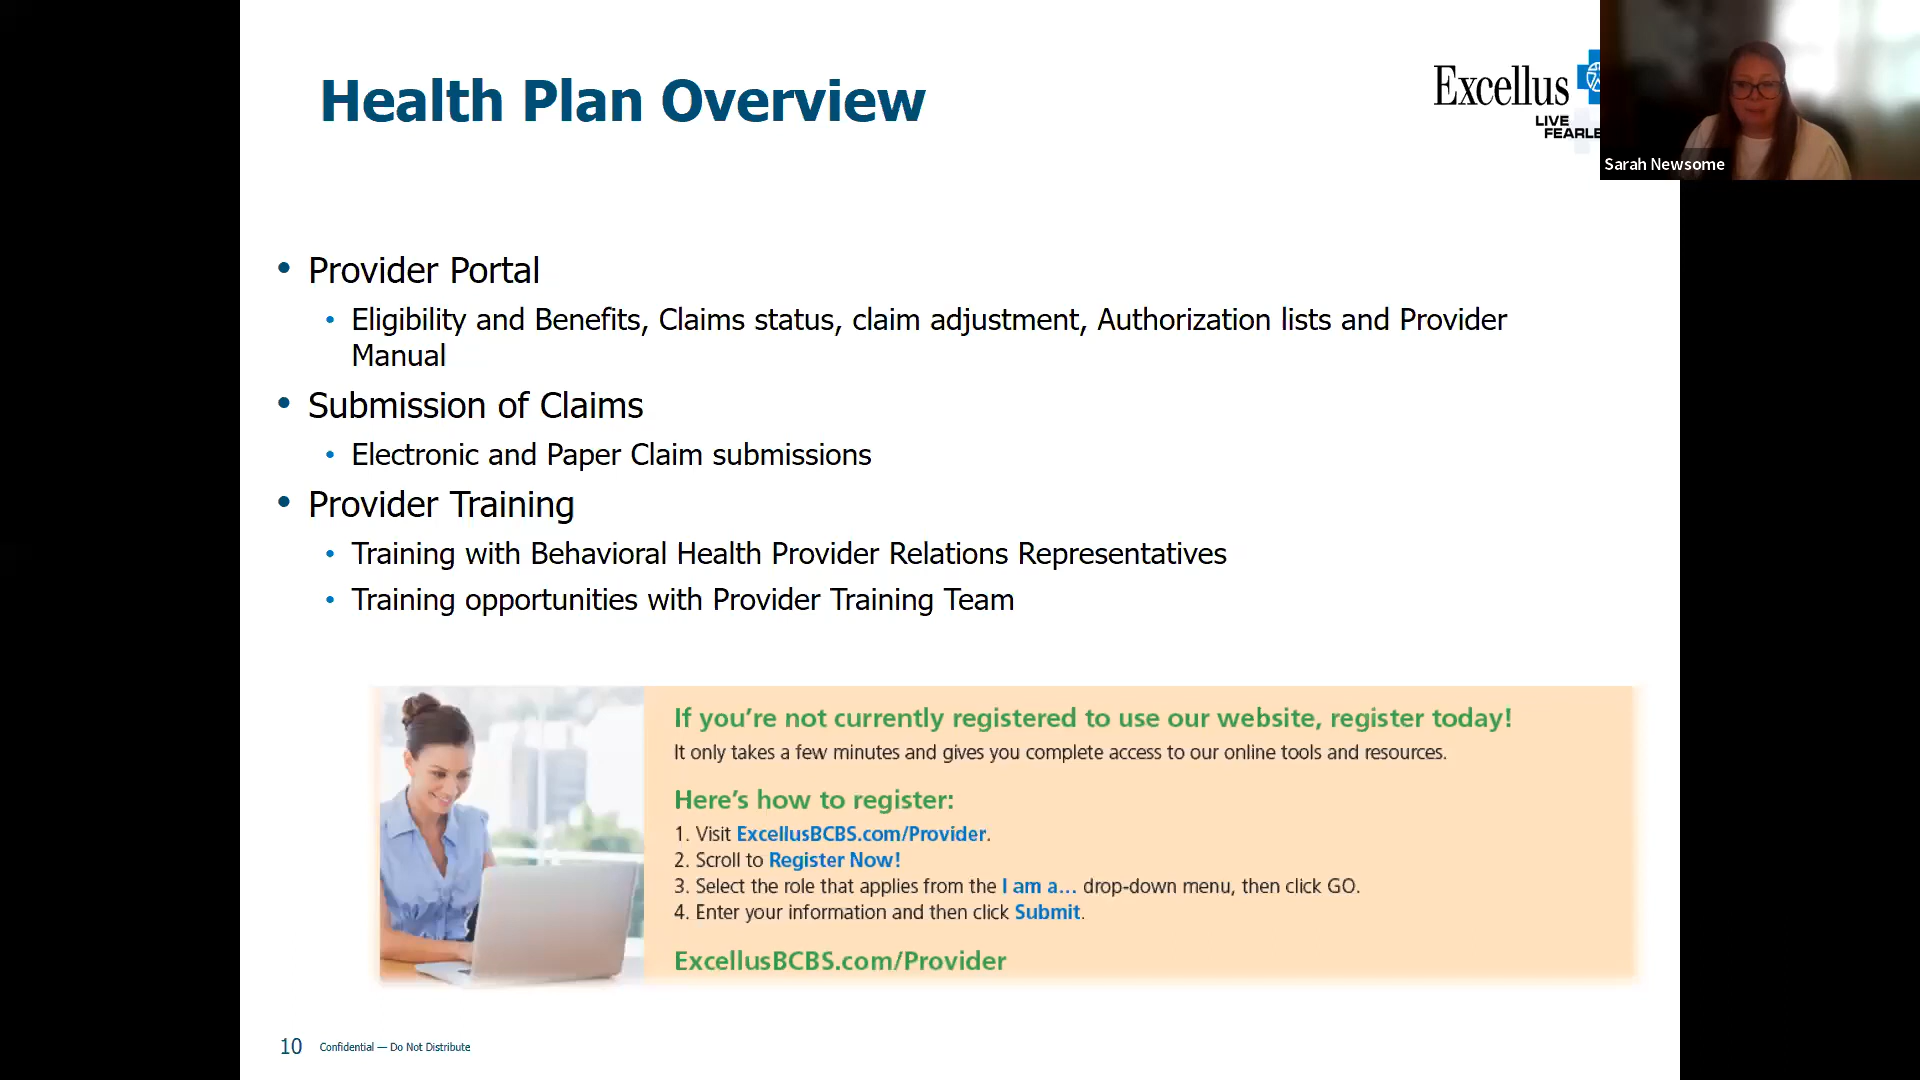 Health Plan Overview
Excellus
LIVE
FEARLE
Sarah Newsome
• Provider Portal
• Eligibility and Benefits, Claims status, claim adjustment, Authorization lists and Provider
Manual
• Submission of Claims
• Electronic and Paper Claim submissions
• Provider Training
• Training with Behavioral Health Provider Relations Representatives
• Training opportunities with Provider Training Team
If you’re not currently registered to use our website, register today!
It only takes a few minutes and gives you complete access to our online tools and resources.
Here’s how to register:
1. Visit ExcellusBCBS.com/Provider.
2. Scroll to Register Now!
3. Select the role that applies from the I am a... drop-down menu, then click GO.
4. Enter your information and then click Submit.
ExcellusBCBS.com/Provider
10 Confidential — Do Not Distribute